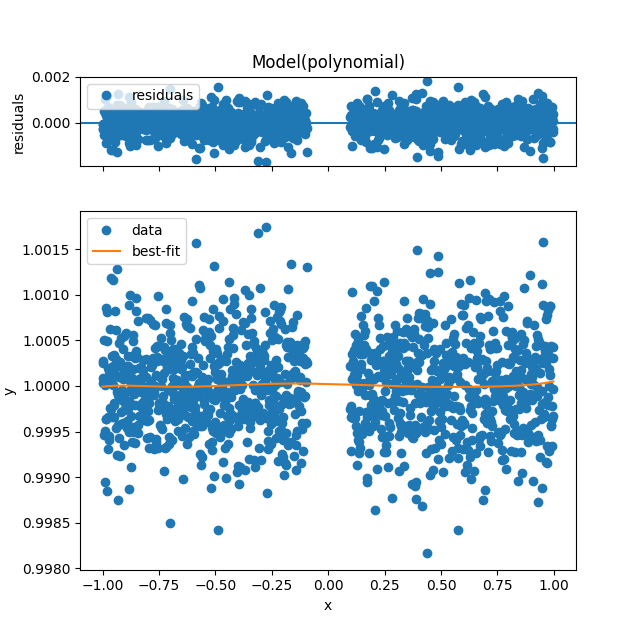 Model(polynomial)
0.002
0.000
residuals
residuals
data
best-fit
1.0015
1.0010
1.0005
1.0000
0.9995
0.9990
0.9985
0.9980
y
−1.00 −0.75 −0.50 −0.25 0.00 0.25 0.50 0.75 1.00
x